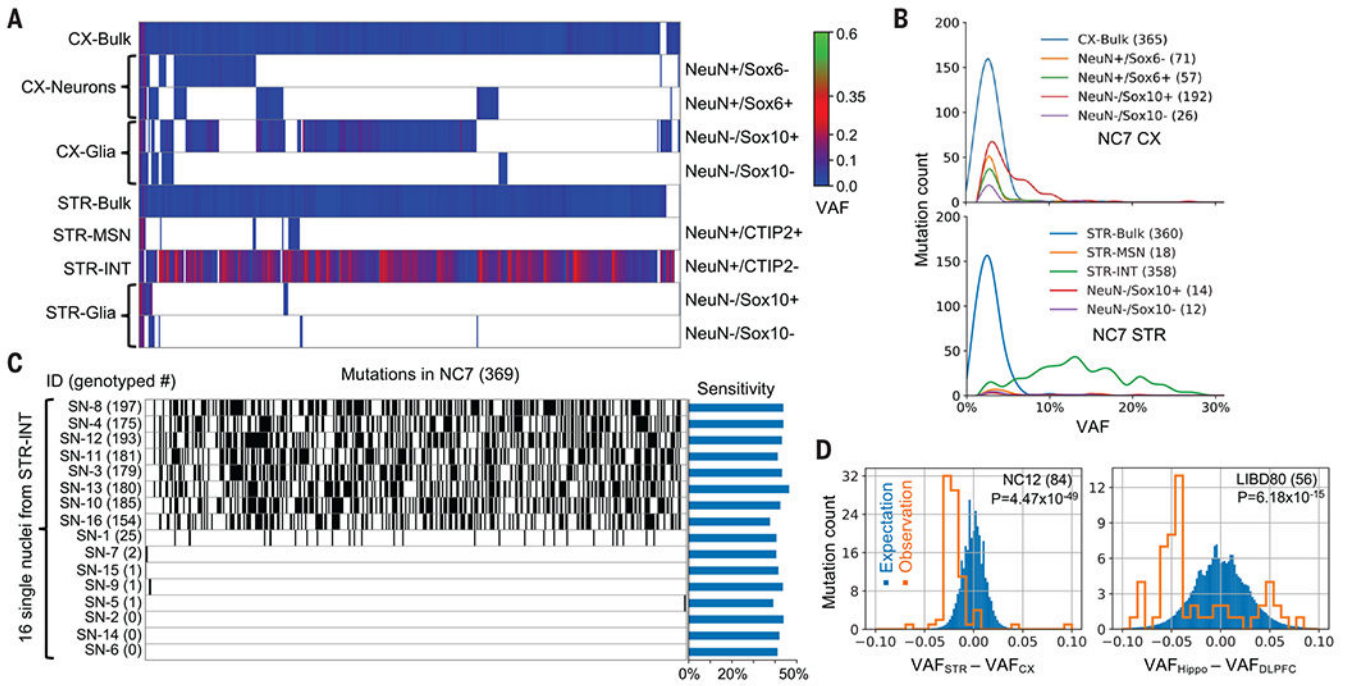 A
CX-Bulk
CX-Neurons
CX-Glia
STR-Bulk
STR-MSN
STR-INT
STR-Glia
NeuN+/Sox6-
NeuN+/Sox6+
NeuN-/Sox10+
NeuN-/Sox10-
NeuN+/CTIP2+
NeuN+/CTIP2-
NeuN-/Sox10+
NeuN-/Sox10-
0.6
0.35
0.2
0.1
0.0
VAF
B
200
150
100
50
0
CX-Bulk (365)
NeuN+/Sox6- (71)
NeuN+/Sox6+ (57)
NeuN-/Sox10+ (192)
NeuN-/Sox10- (26)
NC7 CX
Mutation count
200
150
100
50
0
STR-Bulk (360)
STR-MSN (18)
STR-INT (358)
NeuN-/Sox10+ (14)
NeuN-/Sox10- (12)
NC7 STR
0% 10% 20% 30%
VAF
C
ID (genotyped #)
Mutations in NC7 (369)
Sensitivity
16 single nuclei from STR-INT
SN-8 (197)
SN-4 (175)
SN-12 (193)
SN-11 (181)
SN-3 (179)
SN-13 (180)
SN-10 (185)
SN-16 (154)
SN-1 (25)
SN-7 (2)
SN-15 (1)
SN-9 (1)
SN-5 (1)
SN-2 (0)
SN-14 (0)
SN-6 (0)
0% 20% 50%
D
Mutation count
32
24
16
8
0
Expectation
Observation
NC12 (84)
P=4.47x10⁻⁴⁹
−0.10 −0.05 0.00 0.05 0.10
VAF_STR − VAF_CX
12
9
6
3
0
LIBD80 (56)
P=6.18x10⁻¹⁵
−0.10 −0.05 0.00 0.05 0.10
VAF_Hippo − VAF_DLPFC